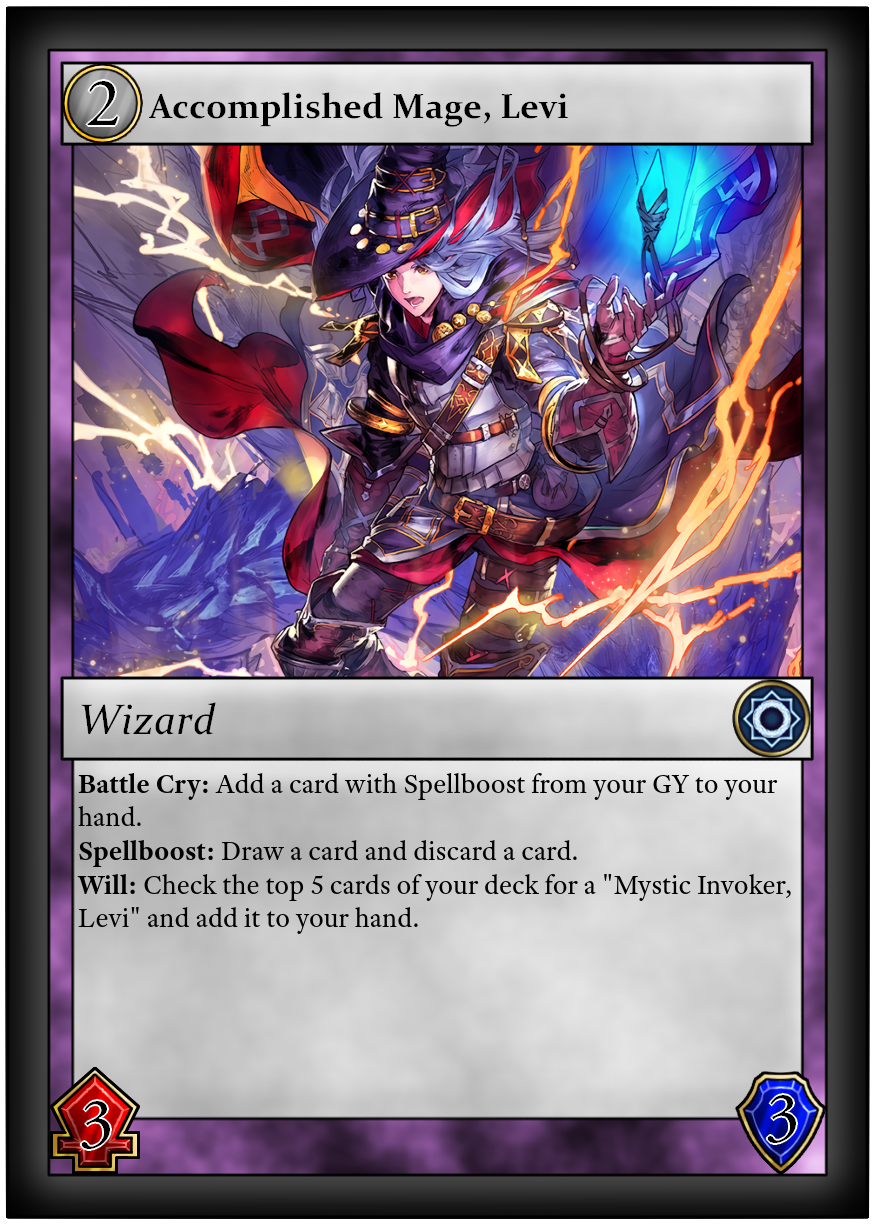 2 Accomplished Mage, Levi
Wizard
Battle Cry: Add a card with Spellboost from your GY to your
hand.
Spellboost: Draw a card and discard a card.
Will: Check the top 5 cards of your deck for a "Mystic Invoker,
Levi" and add it to your hand.
3 3